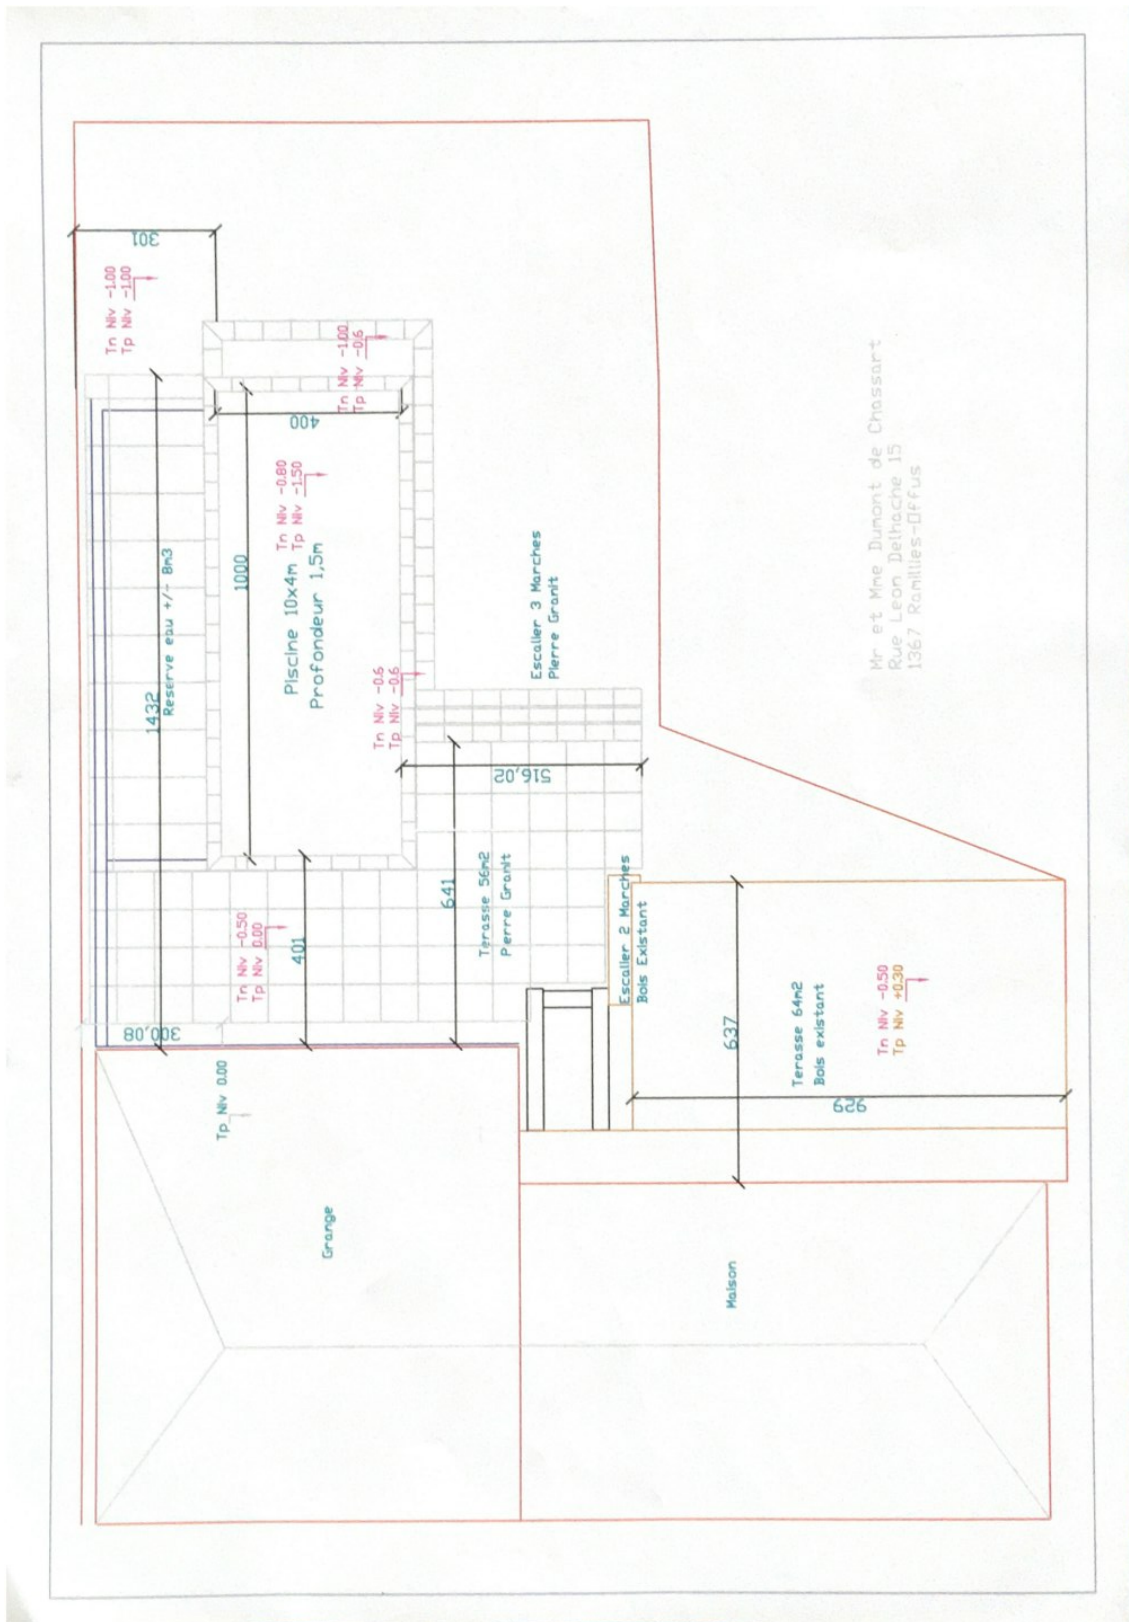 301
Tn Niv -1.00
Tp Niv -1.00
Tn Niv -1.00
Tp Niv -0.6
400
1432
Reserve eau +/- 8m3
1000
Piscine 10x4m
Profondeur 1,5m
Tn Niv -0.80
Tp Niv -1.50
Tn Niv -0.6
Tp Niv -0.6
Escalier 3 Marches
Pierre Granit
516,02
641
Terasse 56m2
Perre Granit
Tn Niv -0.50
Tp Niv 0.00
401
300,08
Escalier 2 Marches
Bois Existant
637
Terasse 64m2
Bois existant
Tn Niv -0.50
Tp Niv +0.30
929
Tp Niv 0.00
Grange
Maison
Mr et Mme Dumont de Chassart
Rue Leon Delhache 15
1367 Ramillies-Offus